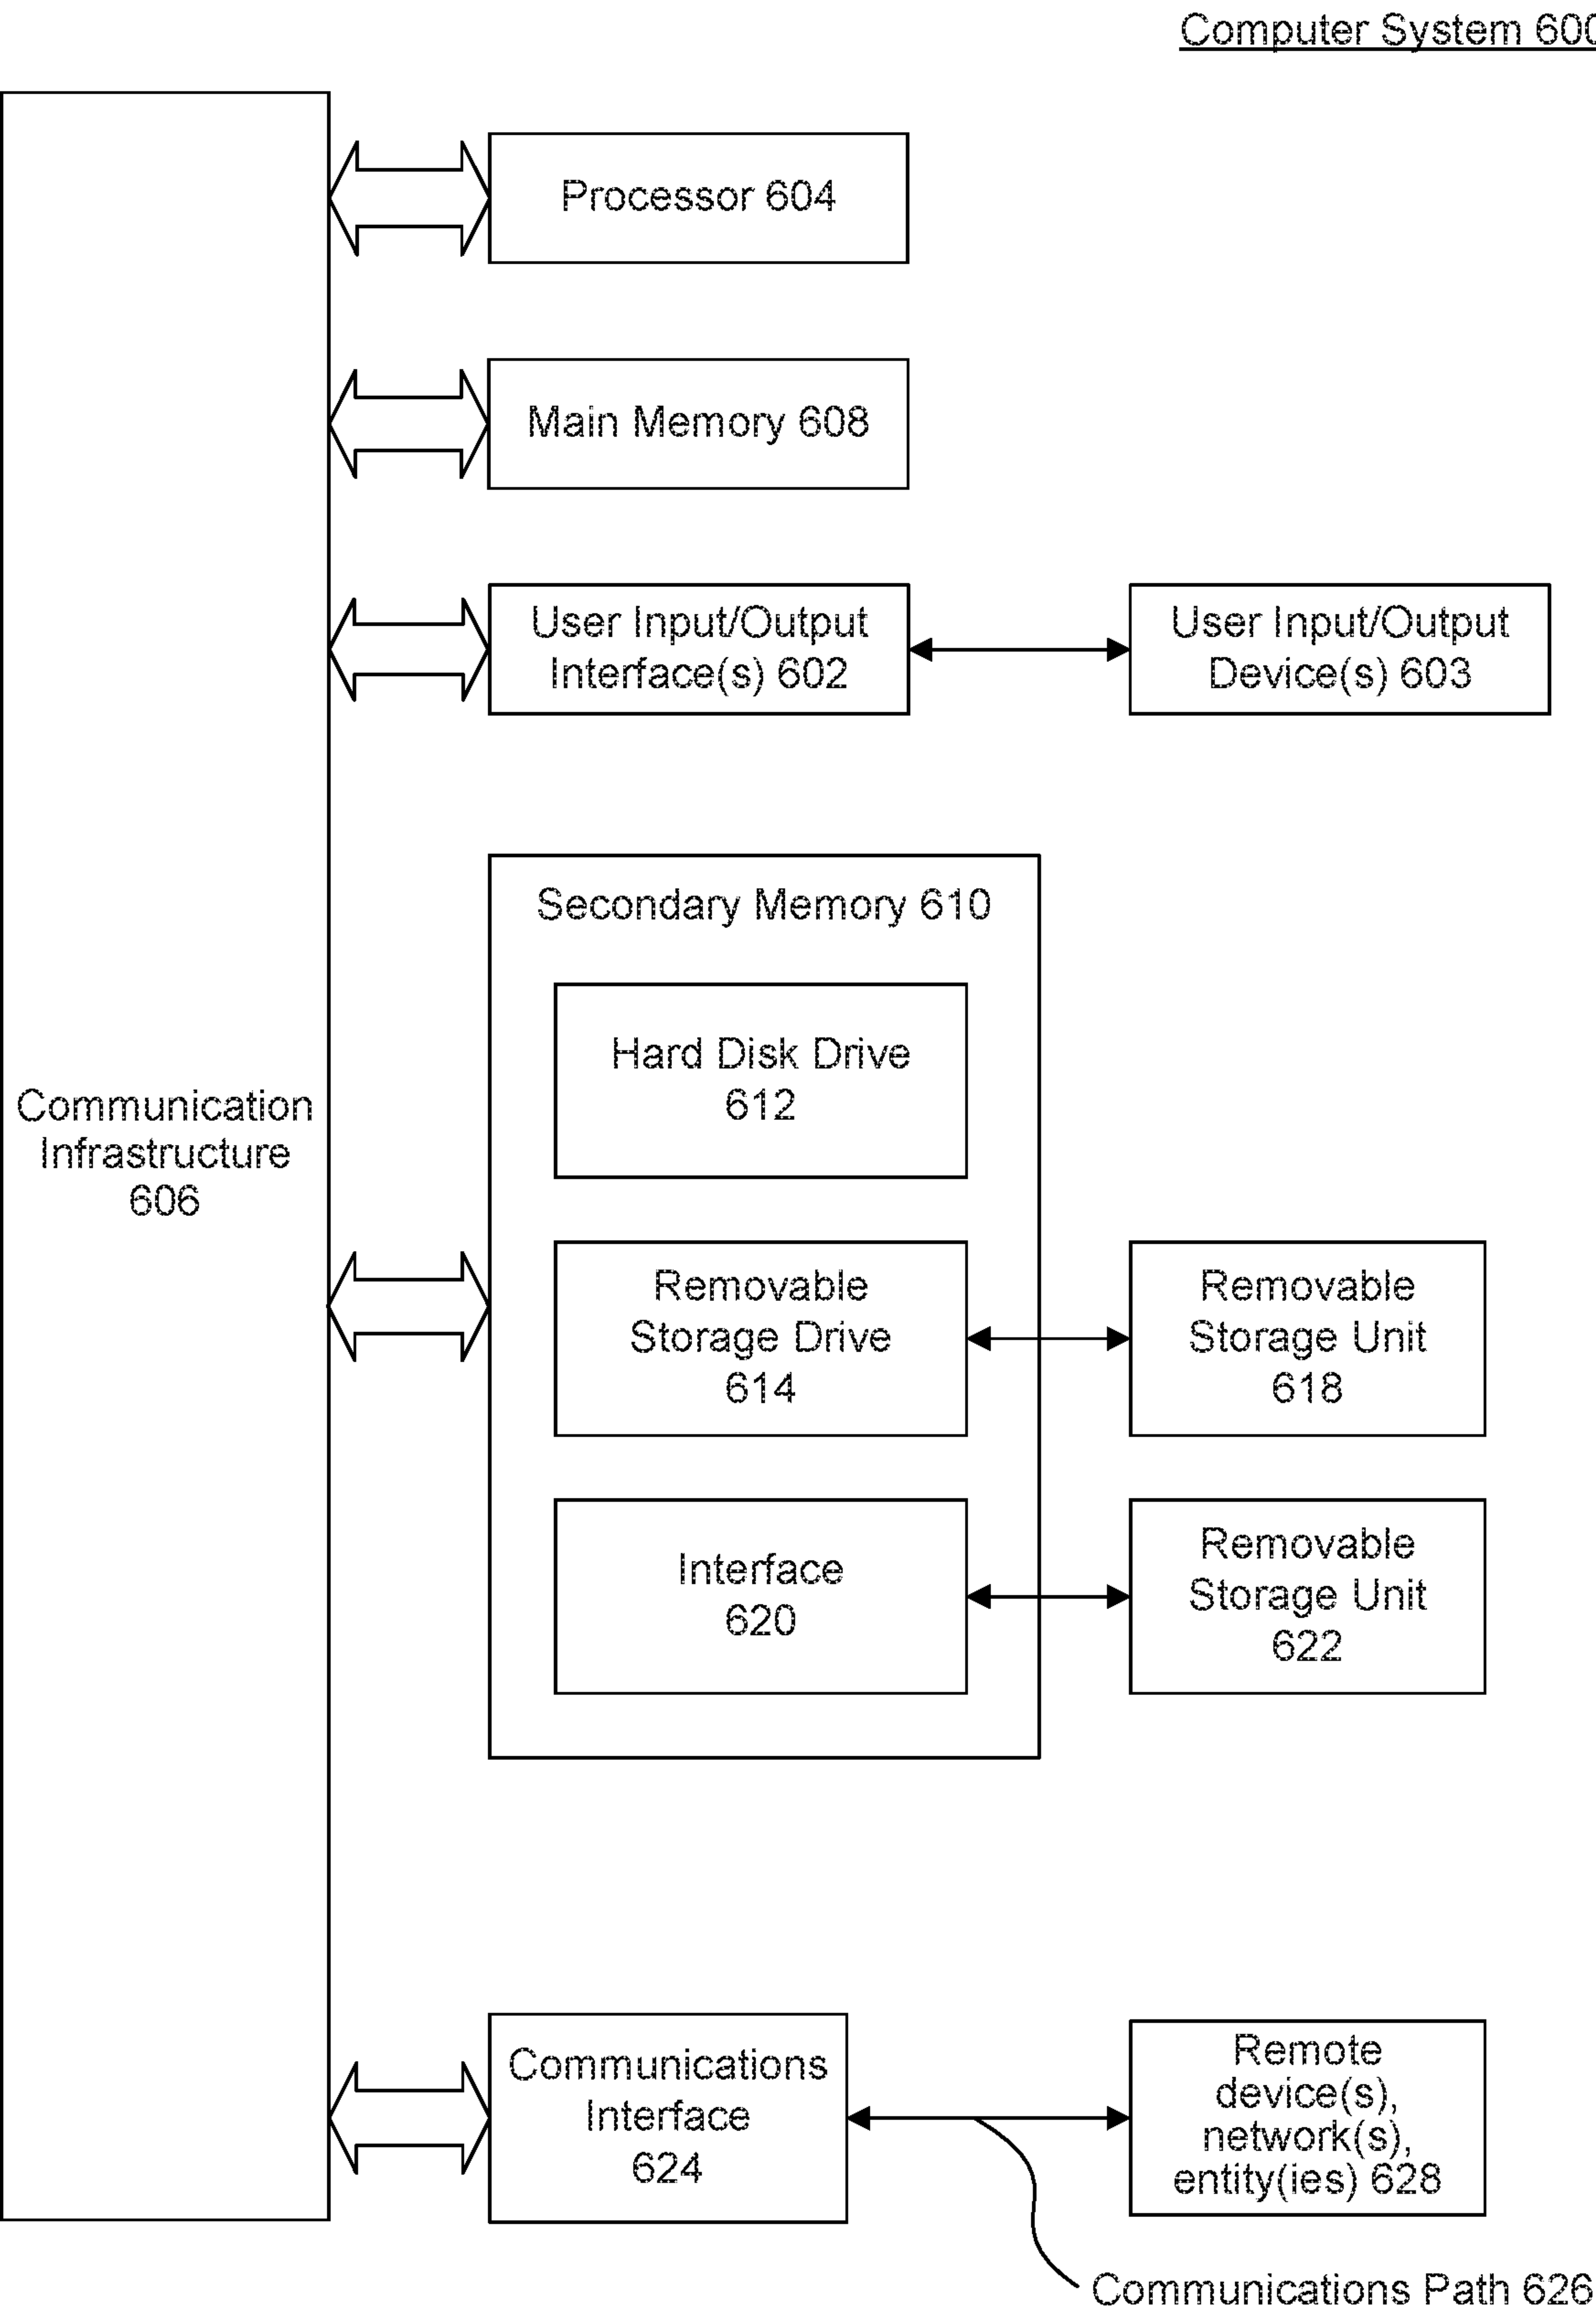 Computer System 600
Processor 604
Main Memory 608
User Input/Output
Interface(s) 602
User Input/Output
Device(s) 603
Secondary Memory 610
Hard Disk Drive
612
Communication
Infrastructure
606
Removable
Storage Drive
614
Removable
Storage Unit
618
Interface
620
Removable
Storage Unit
622
Communications
Interface
624
Remote
device(s),
network(s),
entity(ies) 628
Communications Path 626